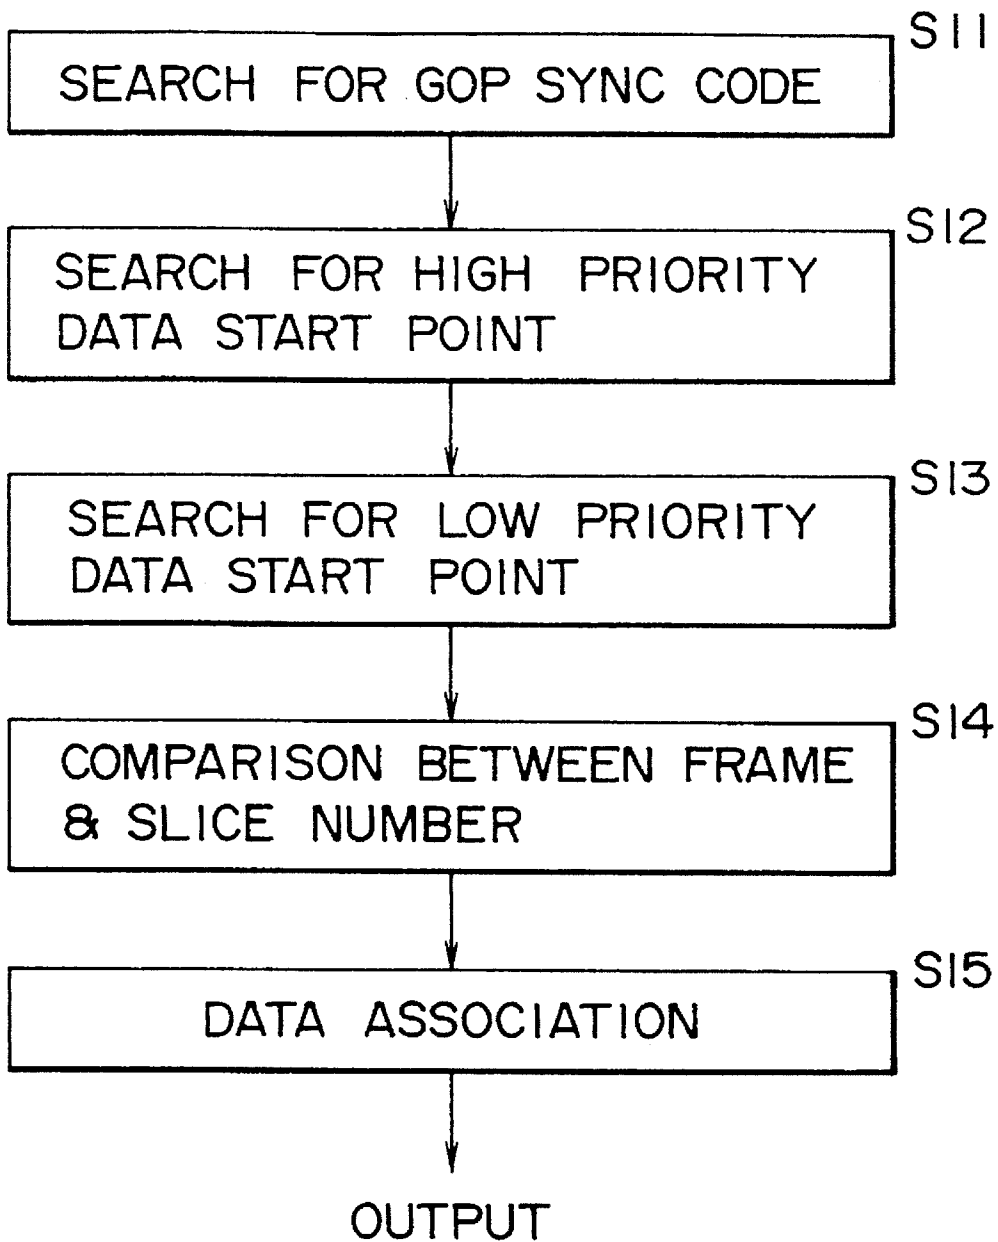 S11
SEARCH FOR GOP SYNC CODE
S12
SEARCH FOR HIGH PRIORITY
DATA START POINT
S13
SEARCH FOR LOW PRIORITY
DATA START POINT
S14
COMPARISON BETWEEN FRAME
& SLICE NUMBER
S15
DATA ASSOCIATION
OUTPUT